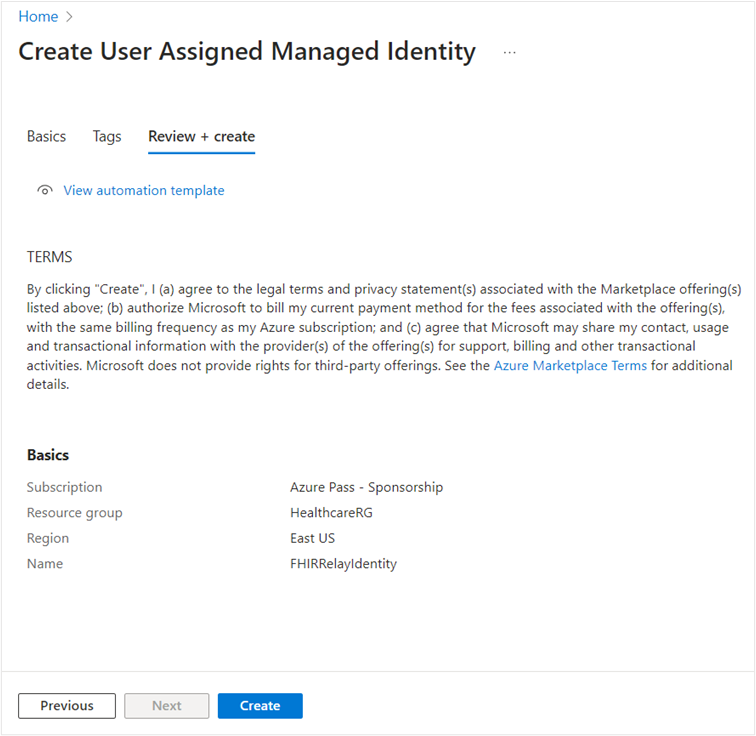 Home
Create User Assigned Managed Identity ...
Basics Tags Review + create
View automation template
TERMS
By clicking "Create", I (a) agree to the legal terms and privacy statement(s) associated with the Marketplace offering(s)
listed above; (b) authorize Microsoft to bill my current payment method for the fees associated with the offering(s),
with the same billing frequency as my Azure subscription; and (c) agree that Microsoft may share my contact, usage
and transactional information with the provider(s) of the offering(s) for support, billing and other transactional
activities. Microsoft does not provide rights for third-party offerings. See the Azure Marketplace Terms for additional
details.
Basics
Subscription Azure Pass - Sponsorship
Resource group HealthcareRG
Region East US
Name FHIRRelayIdentity
Previous Next Create